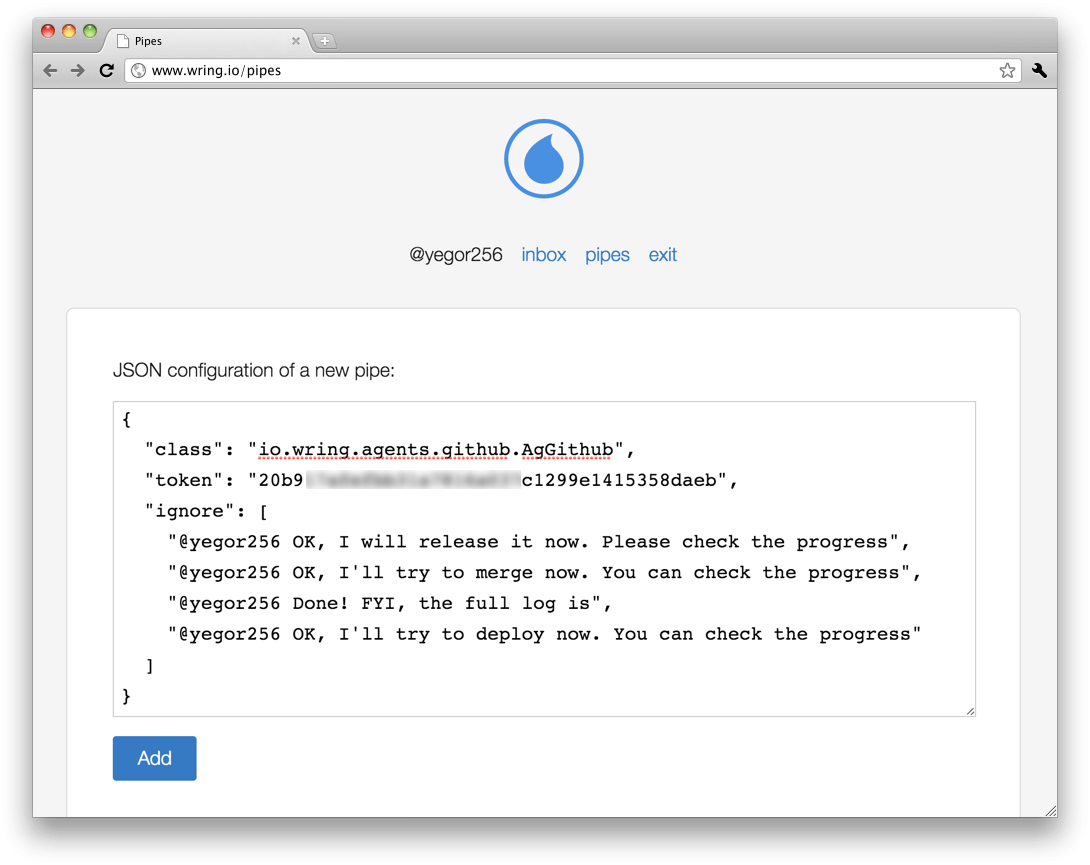 Pipes
www.wring.io/pipes
@yegor256 inbox pipes exit
JSON configuration of a new pipe:
{
"class": "io.wring.agents.github.AgGithub",
"token": "20b9 c1299e1415358daeb",
"ignore": [
"@yegor256 OK, I will release it now. Please check the progress",
"@yegor256 OK, I'll try to merge now. You can check the progress",
"@yegor256 Done! FYI, the full log is",
"@yegor256 OK, I'll try to deploy now. You can check the progress"
]
}
Add